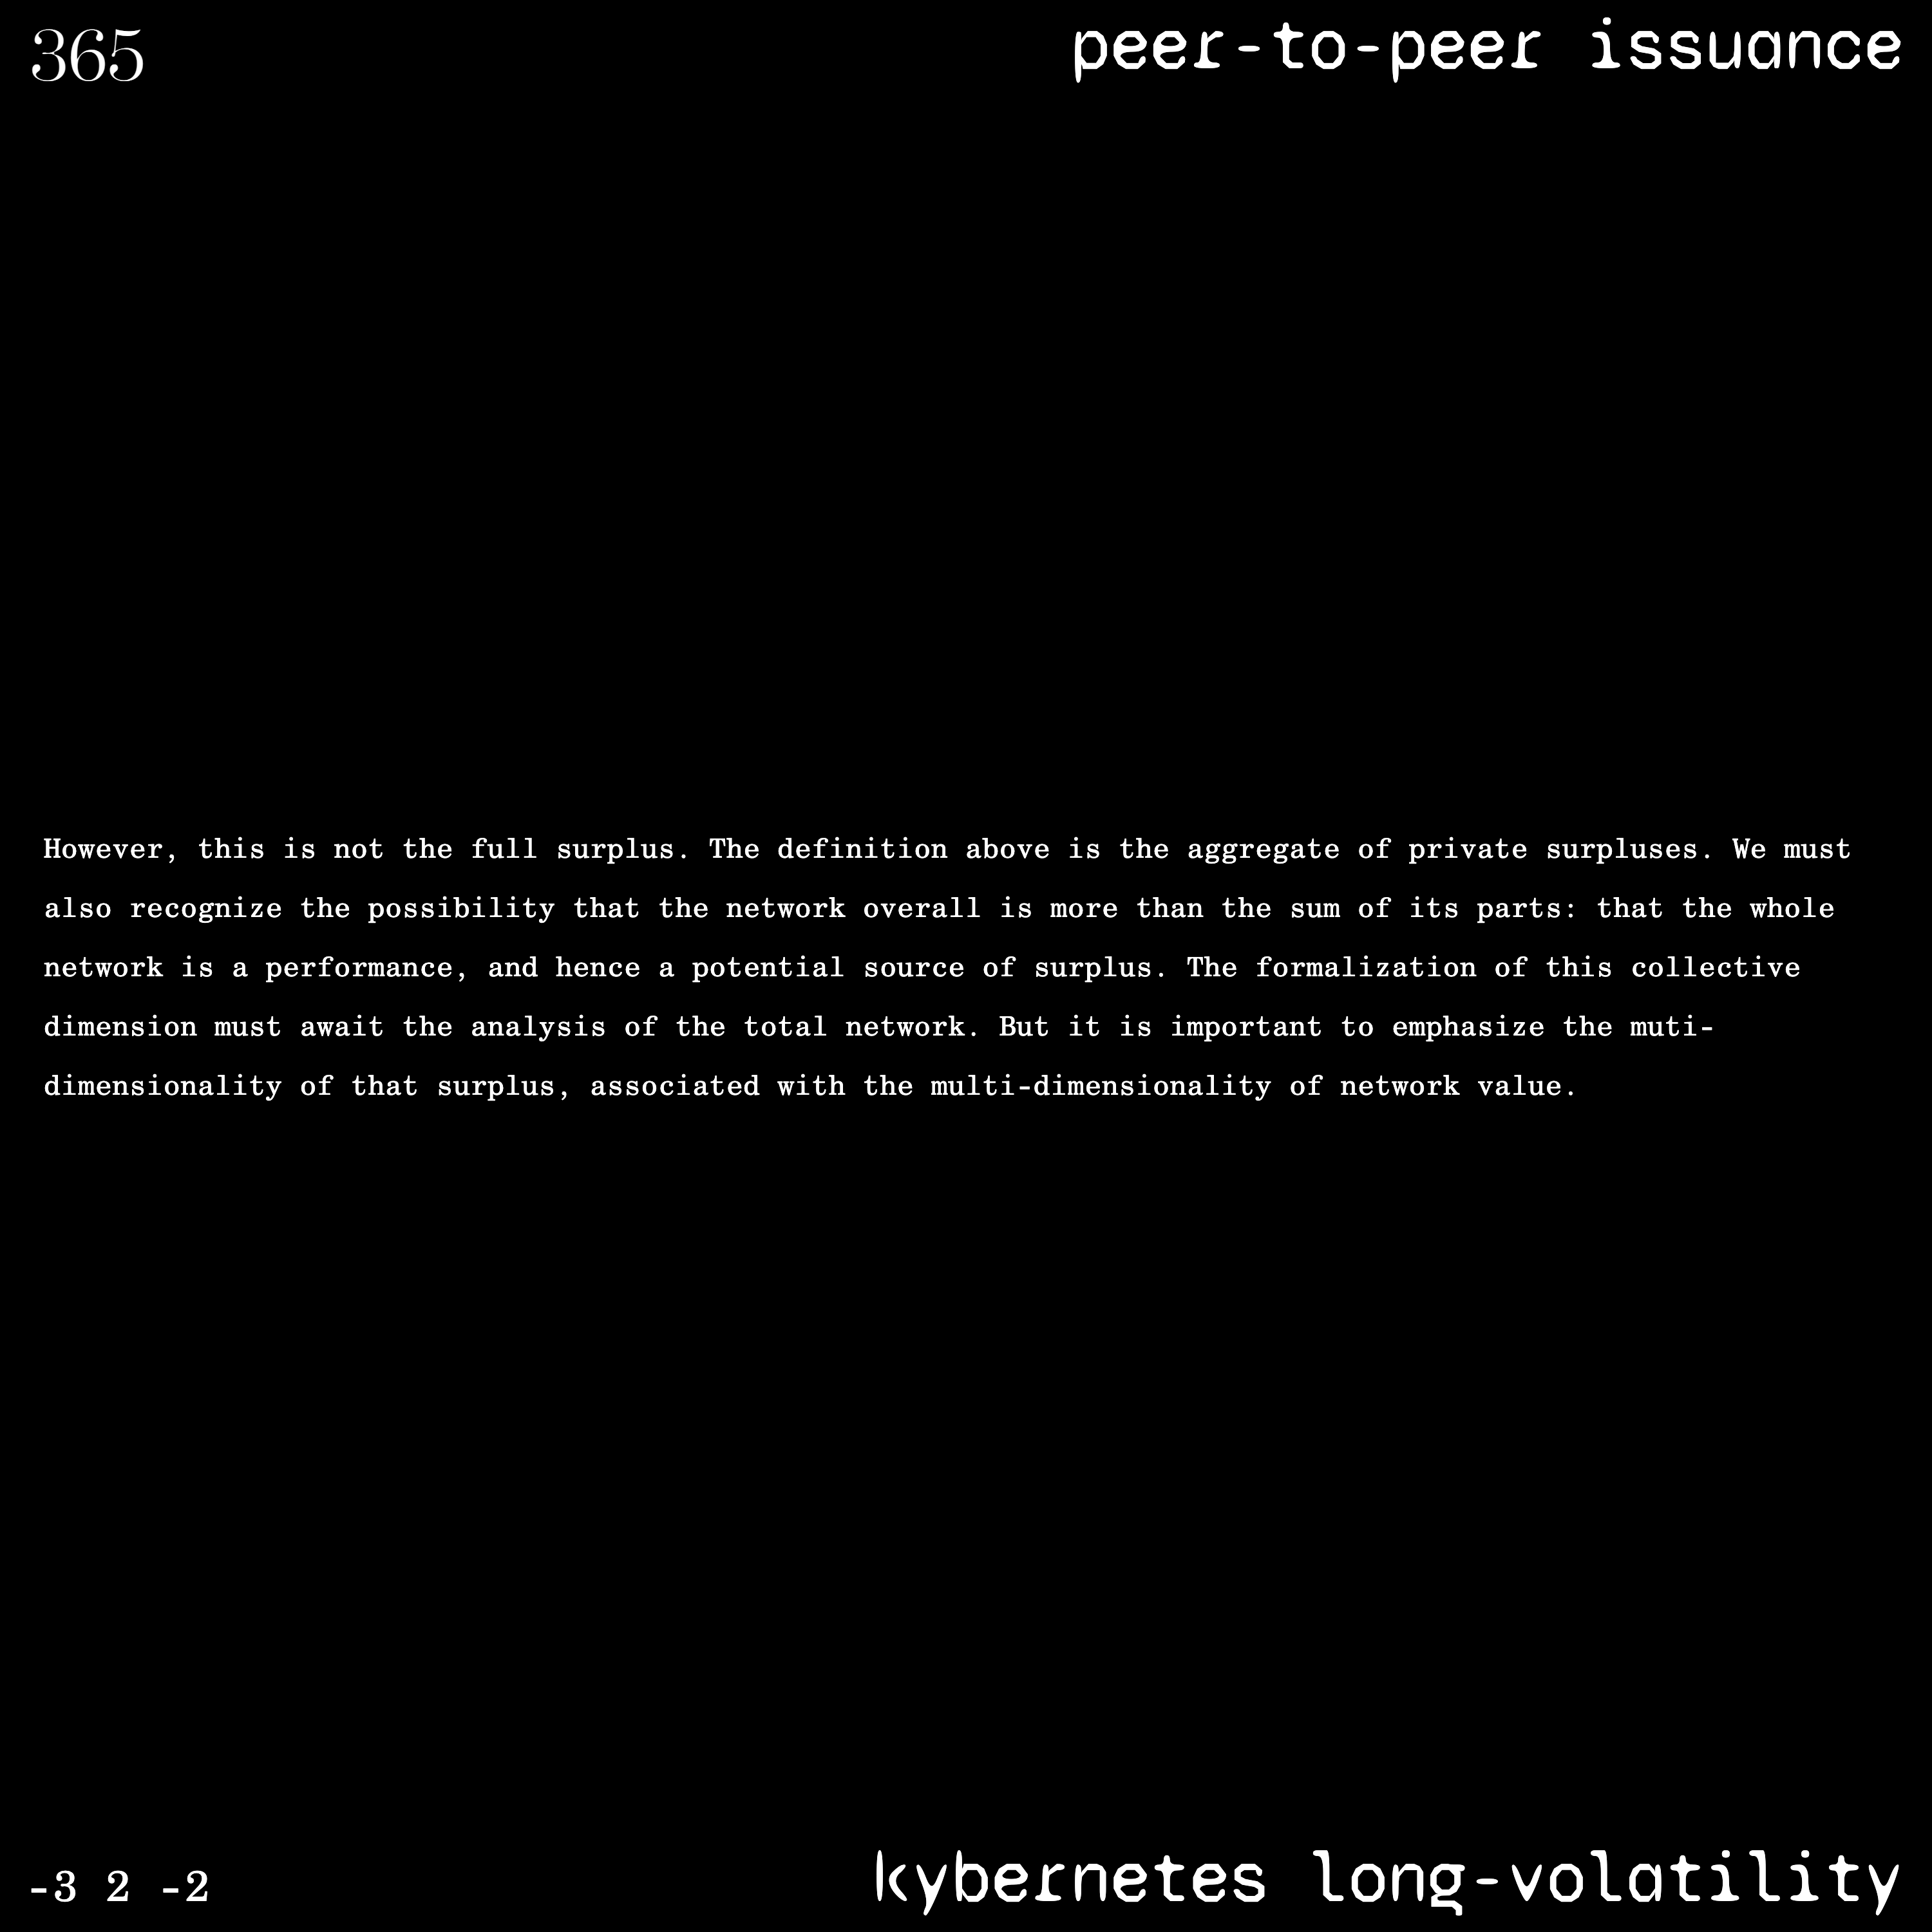 365
peer-to-peer issuance
However, this is not the full surplus. The definition above is the aggregate of private surpluses. We must
also recognize the possibility that the network overall is more than the sum of its parts: that the whole
network is a performance, and hence a potential source of surplus. The formalization of this collective
dimension must await the analysis of the total network. But it is important to emphasize the muti-
dimensionality of that surplus, associated with the multi-dimensionality of network value.
-3 2 -2
kybernetes long-volatility